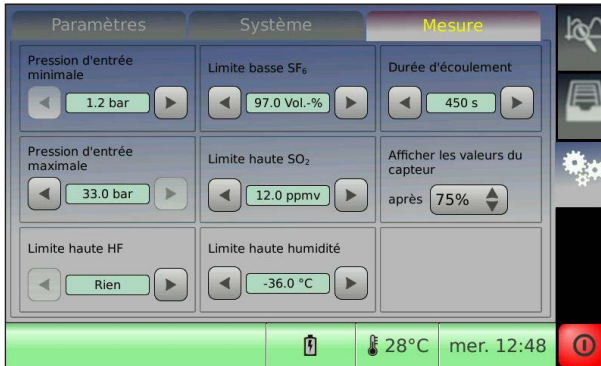 Paramètres
Système
Mesure
Pression d'entrée
minimale
1.2 bar
Limite basse SF₆
97.0 Vol.-%
Durée d'écoulement
450 s
Pression d'entrée
maximale
33.0 bar
Limite haute SO₂
12.0 ppmv
Afficher les valeurs du
capteur
après 75%
Limite haute HF
Rien
Limite haute humidité
-36.0 °C
28°C
mer. 12:48